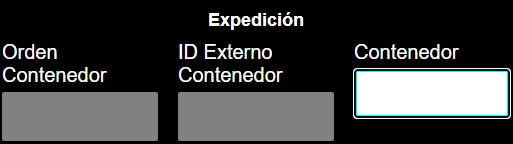 Expedición
Orden
Contenedor
ID Externo
Contenedor
Contenedor